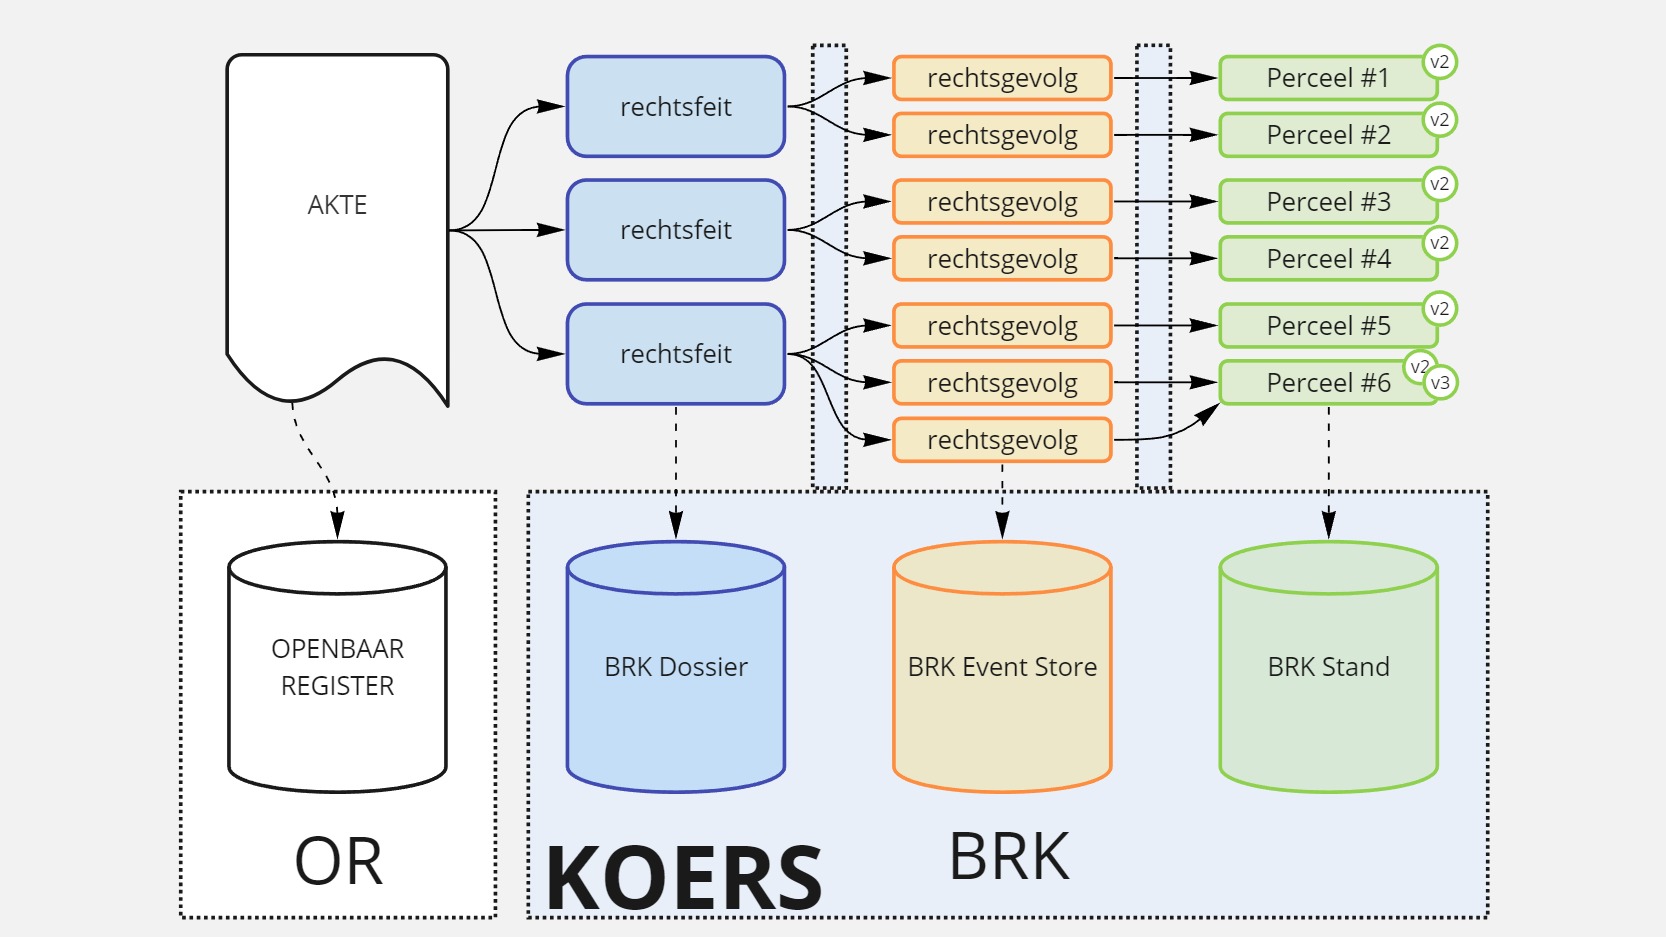 AKTE
rechtsfeit
rechtsfeit
rechtsfeit
rechtsgevolg
rechtsgevolg
rechtsgevolg
rechtsgevolg
rechtsgevolg
rechtsgevolg
rechtsgevolg
Perceel #1
v2
Perceel #2
v2
Perceel #3
v2
Perceel #4
v2
Perceel #5
v2
Perceel #6
v2
v3
OPENBAAR
REGISTER
OR
BRK Dossier
BRK Event Store
BRK Stand
KOERS
BRK